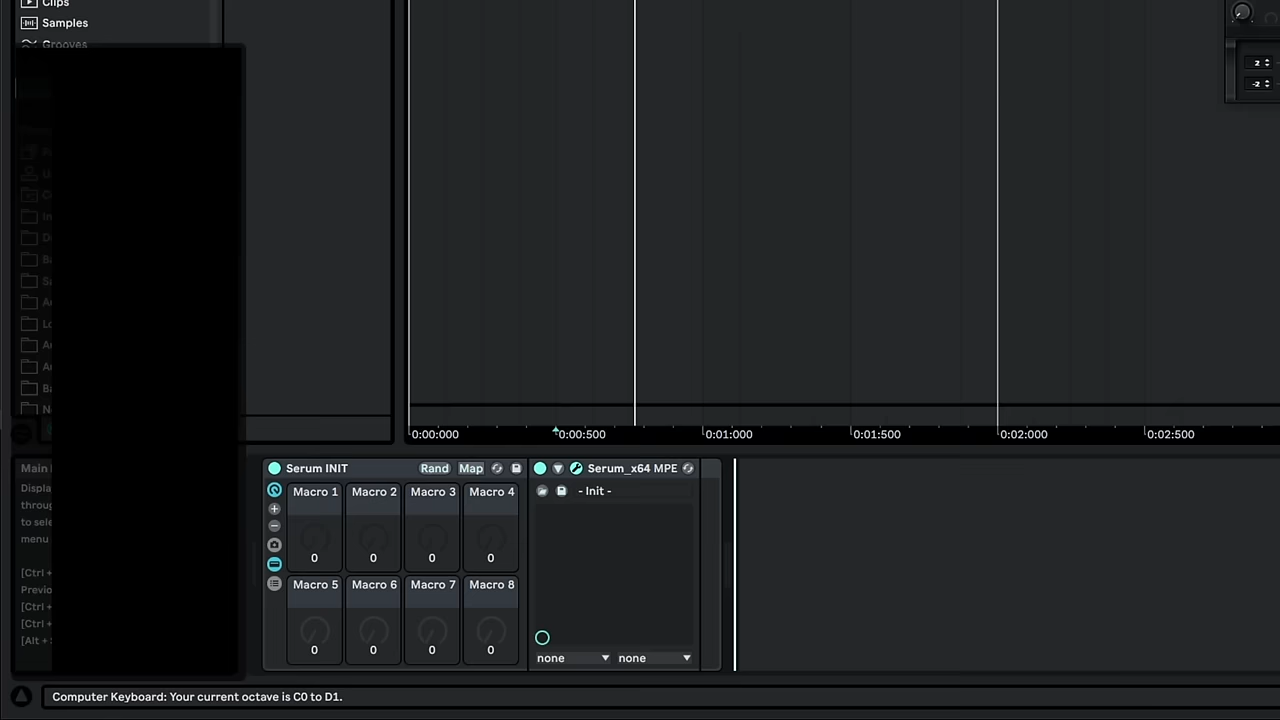 Clips
Samples
Grooves
2
-2
0:00:000
0:00:500
0:01:000
0:01:500
0:02:000
0:02:500
Main
Displa
throug
to sele
menu
[Ctrl +
Previo
[Ctrl +
[Ctrl +
[Alt +
Serum INIT
Rand
Map
Macro 1
Macro 2
Macro 3
Macro 4
0
0
0
0
Macro 5
Macro 6
Macro 7
Macro 8
0
0
0
0
Serum_x64 MPE
- Init -
none
none
Computer Keyboard: Your current octave is C0 to D1.